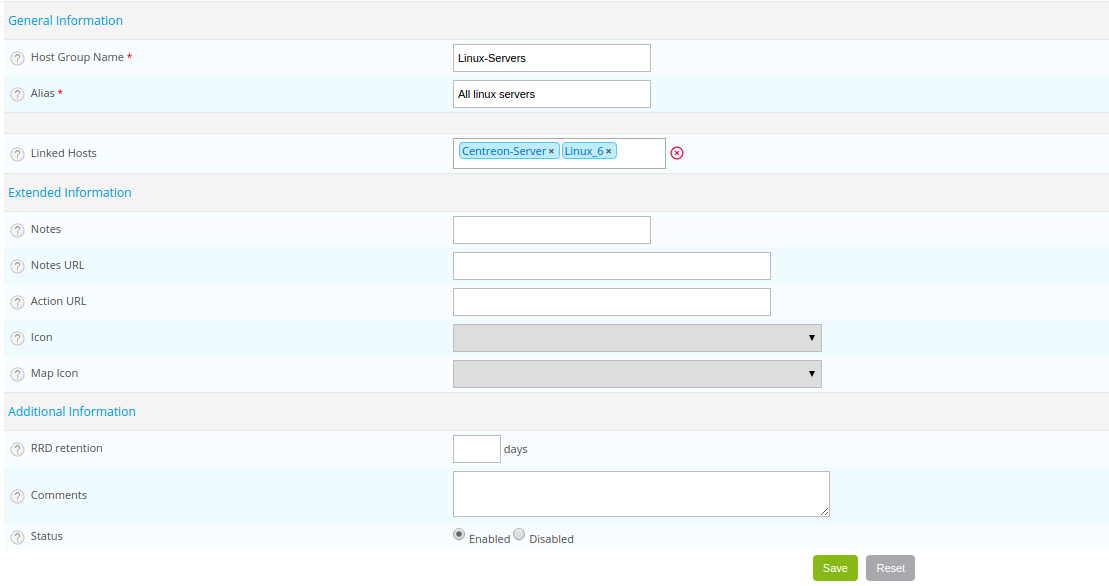 General Information
? Host Group Name *
Linux-Servers
? Alias *
All linux servers
? Linked Hosts
Centreon-Server × Linux_6 ×
Extended Information
? Notes
? Notes URL
? Action URL
? Icon
? Map Icon
Additional Information
? RRD retention
days
? Comments
? Status
Enabled Disabled
Save Reset